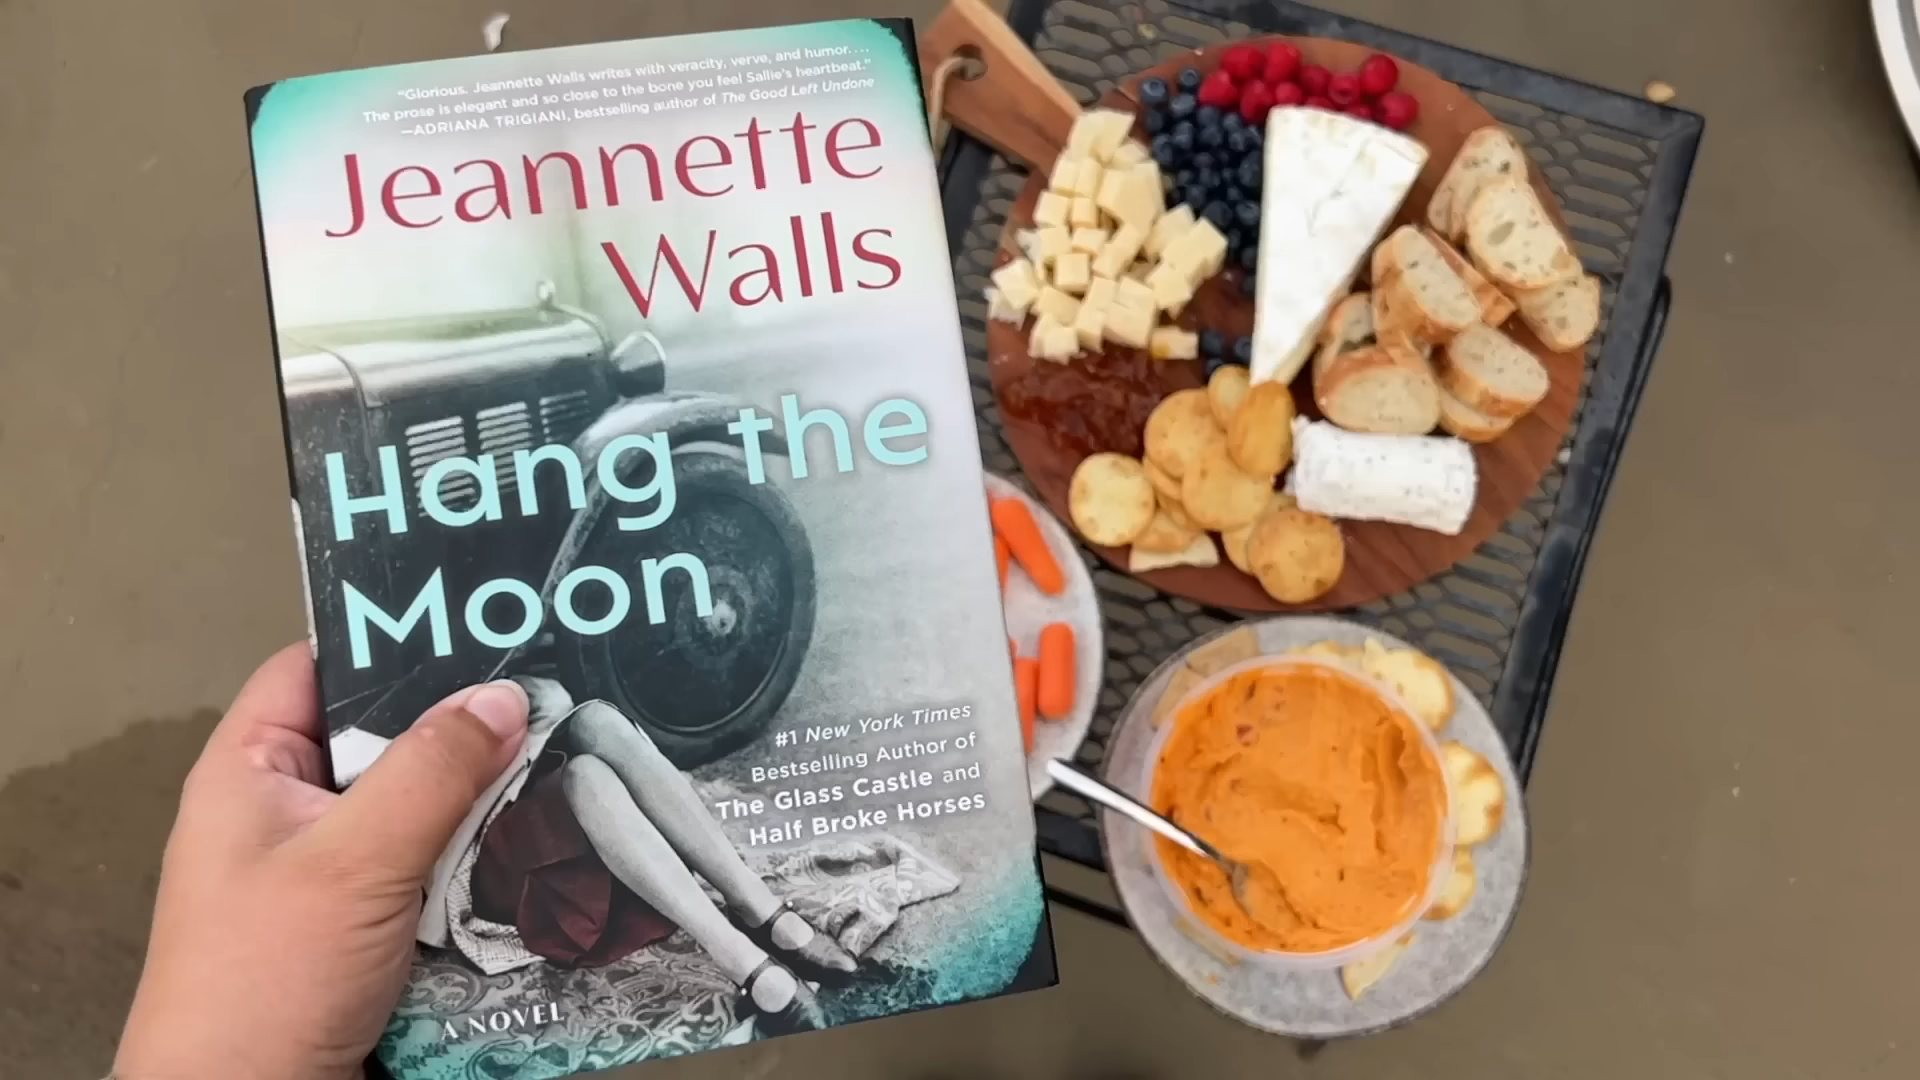 “Glorious. Jeannette Walls writes with veracity, verve, and humor....
The prose is elegant and so close to the bone you feel Sallie’s heartbeat.”
—ADRIANA TRIGIANI, bestselling author of The Good Left Undone
Jeannette
Walls
Hang the
Moon
#1 New York Times
Bestselling Author of
The Glass Castle and
Half Broke Horses
A NOVEL